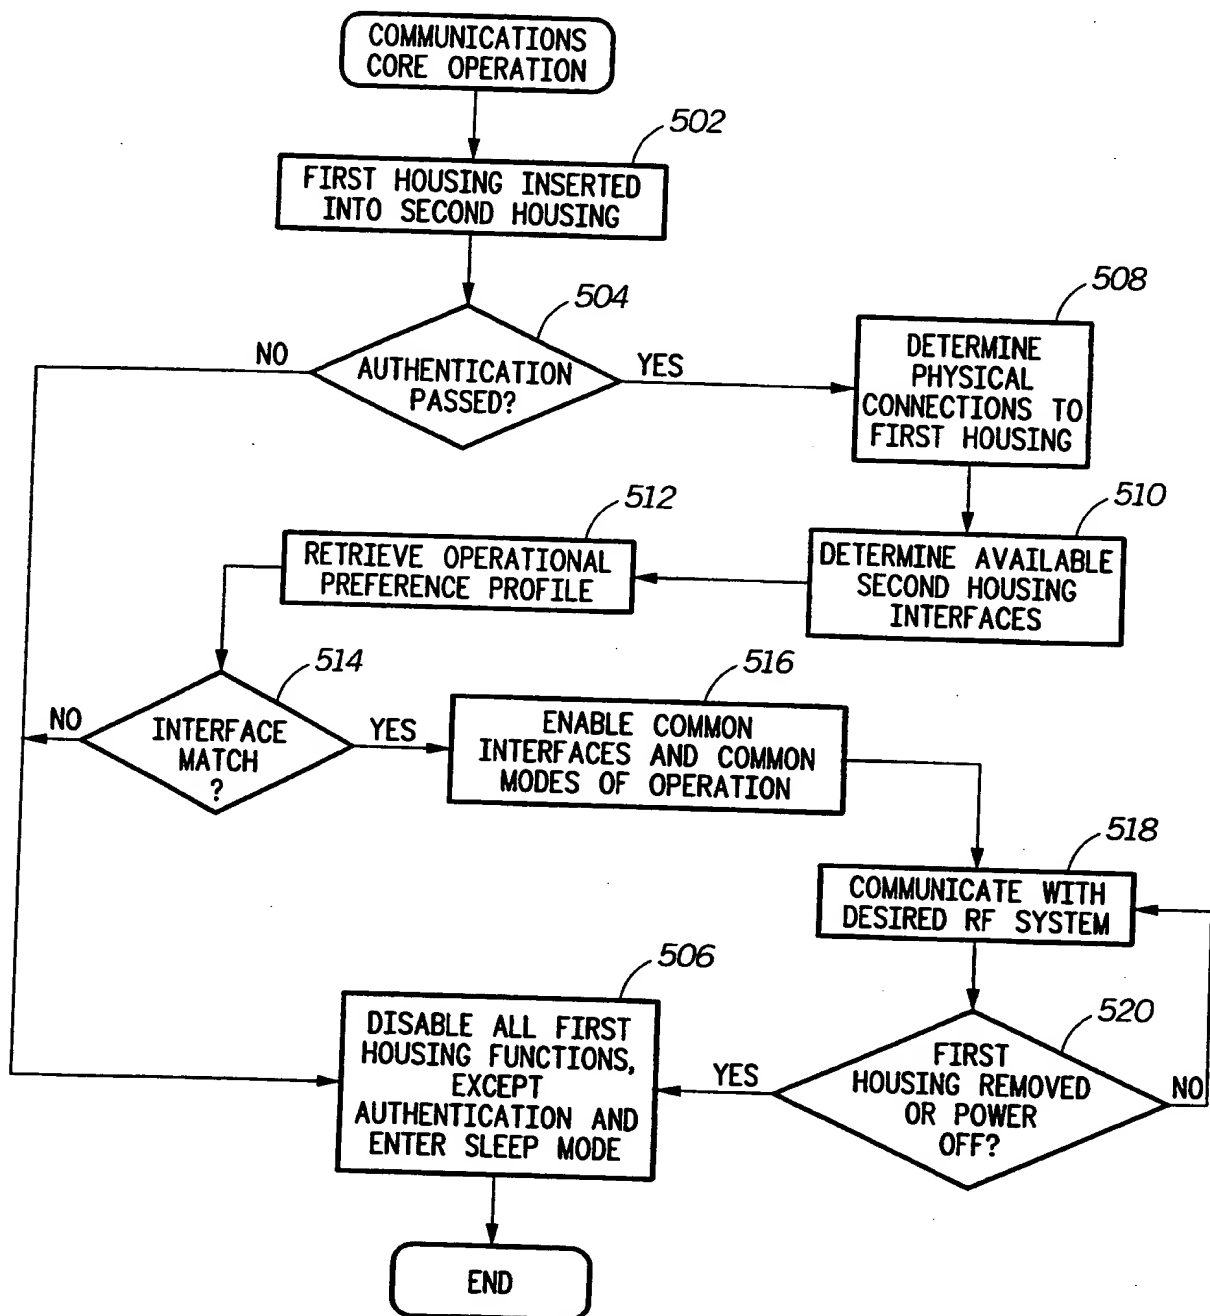 COMMUNICATIONS
CORE OPERATION
502
FIRST HOUSING INSERTED
INTO SECOND HOUSING
504
AUTHENTICATION
PASSED?
NO
YES
508
DETERMINE
PHYSICAL
CONNECTIONS TO
FIRST HOUSING
510
DETERMINE AVAILABLE
SECOND HOUSING
INTERFACES
512
RETRIEVE OPERATIONAL
PREFERENCE PROFILE
514
INTERFACE
MATCH
?
NO
YES
516
ENABLE COMMON
INTERFACES AND COMMON
MODES OF OPERATION
518
COMMUNICATE WITH
DESIRED RF SYSTEM
520
FIRST
HOUSING REMOVED
OR POWER
OFF?
YES
NO
506
DISABLE ALL FIRST
HOUSING FUNCTIONS,
EXCEPT
AUTHENTICATION AND
ENTER SLEEP MODE
END